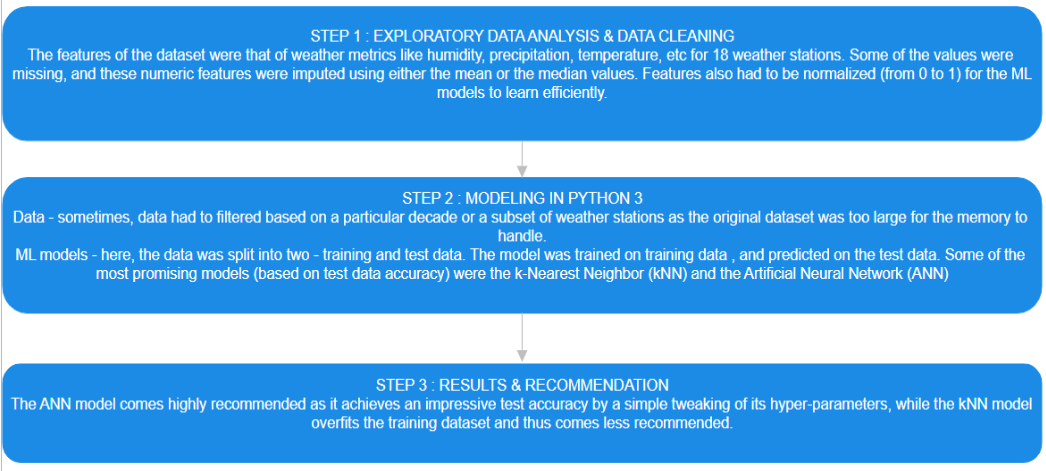 STEP 1 : EXPLORATORY DATA ANALYSIS & DATA CLEANING
The features of the dataset were that of weather metrics like humidity, precipitation, temperature, etc for 18 weather stations. Some of the values were
missing, and these numeric features were imputed using either the mean or the median values. Features also had to be normalized (from 0 to 1) for the ML
models to learn efficiently.
STEP 2 : MODELING IN PYTHON 3
Data - sometimes, data had to filtered based on a particular decade or a subset of weather stations as the original dataset was too large for the memory to
handle.
ML models - here, the data was split into two - training and test data. The model was trained on training data , and predicted on the test data. Some of the
most promising models (based on test data accuracy) were the k-Nearest Neighbor (kNN) and the Artificial Neural Network (ANN)
STEP 3 : RESULTS & RECOMMENDATION
The ANN model comes highly recommended as it achieves an impressive test accuracy by a simple tweaking of its hyper-parameters, while the kNN model
overfits the training dataset and thus comes less recommended.